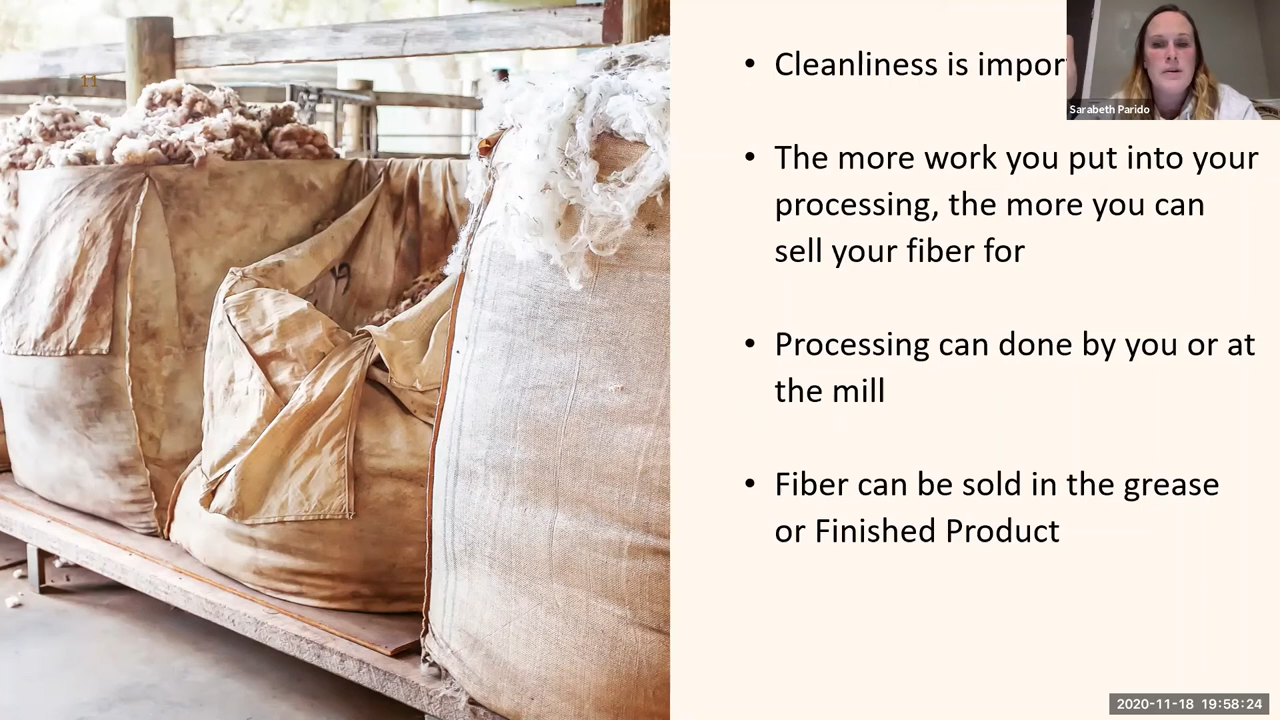 11
• Cleanliness is impor
Sarabeth Parido
• The more work you put into your
processing, the more you can
sell your fiber for
• Processing can done by you or at
the mill
• Fiber can be sold in the grease
or Finished Product
2020-11-18 19:58:24